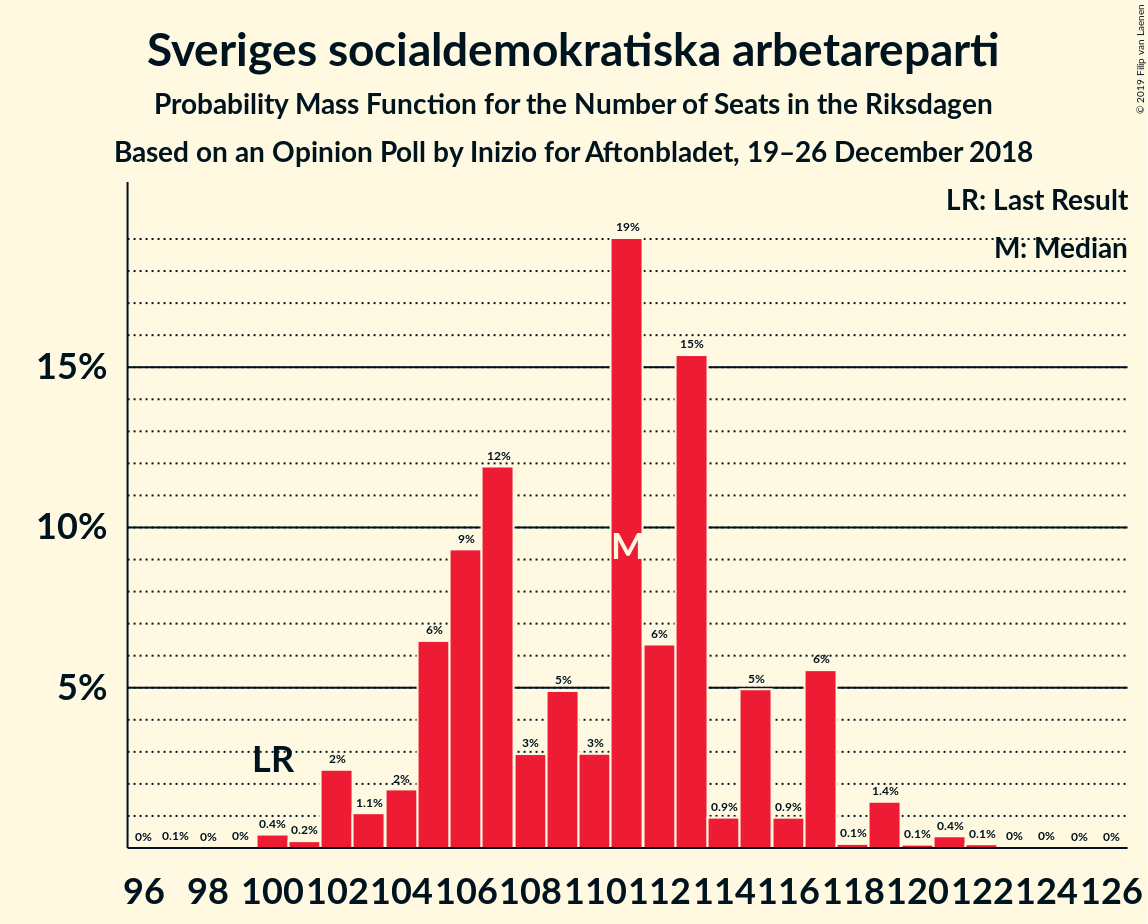 Sveriges socialdemokratiska arbetareparti
Probability Mass Function for the Number of Seats in the Riksdagen
Based on an Opinion Poll by Inizio for Aftonbladet, 19–26 December 2018
© 2019 Filip van Laenen
LR: Last Result
M: Median
15%
10%
5%
LR
M
0% 0.1% 0% 0% 0.4% 0.2% 2% 1.1% 2% 6% 9% 12% 3% 5% 3% 19% 6% 15% 0.9% 5% 0.9% 6% 0.1% 1.4% 0.1% 0.4% 0.1% 0% 0% 0% 0%
96 98 100 102 104 106 108 110 112 114 116 118 120 122 124 126